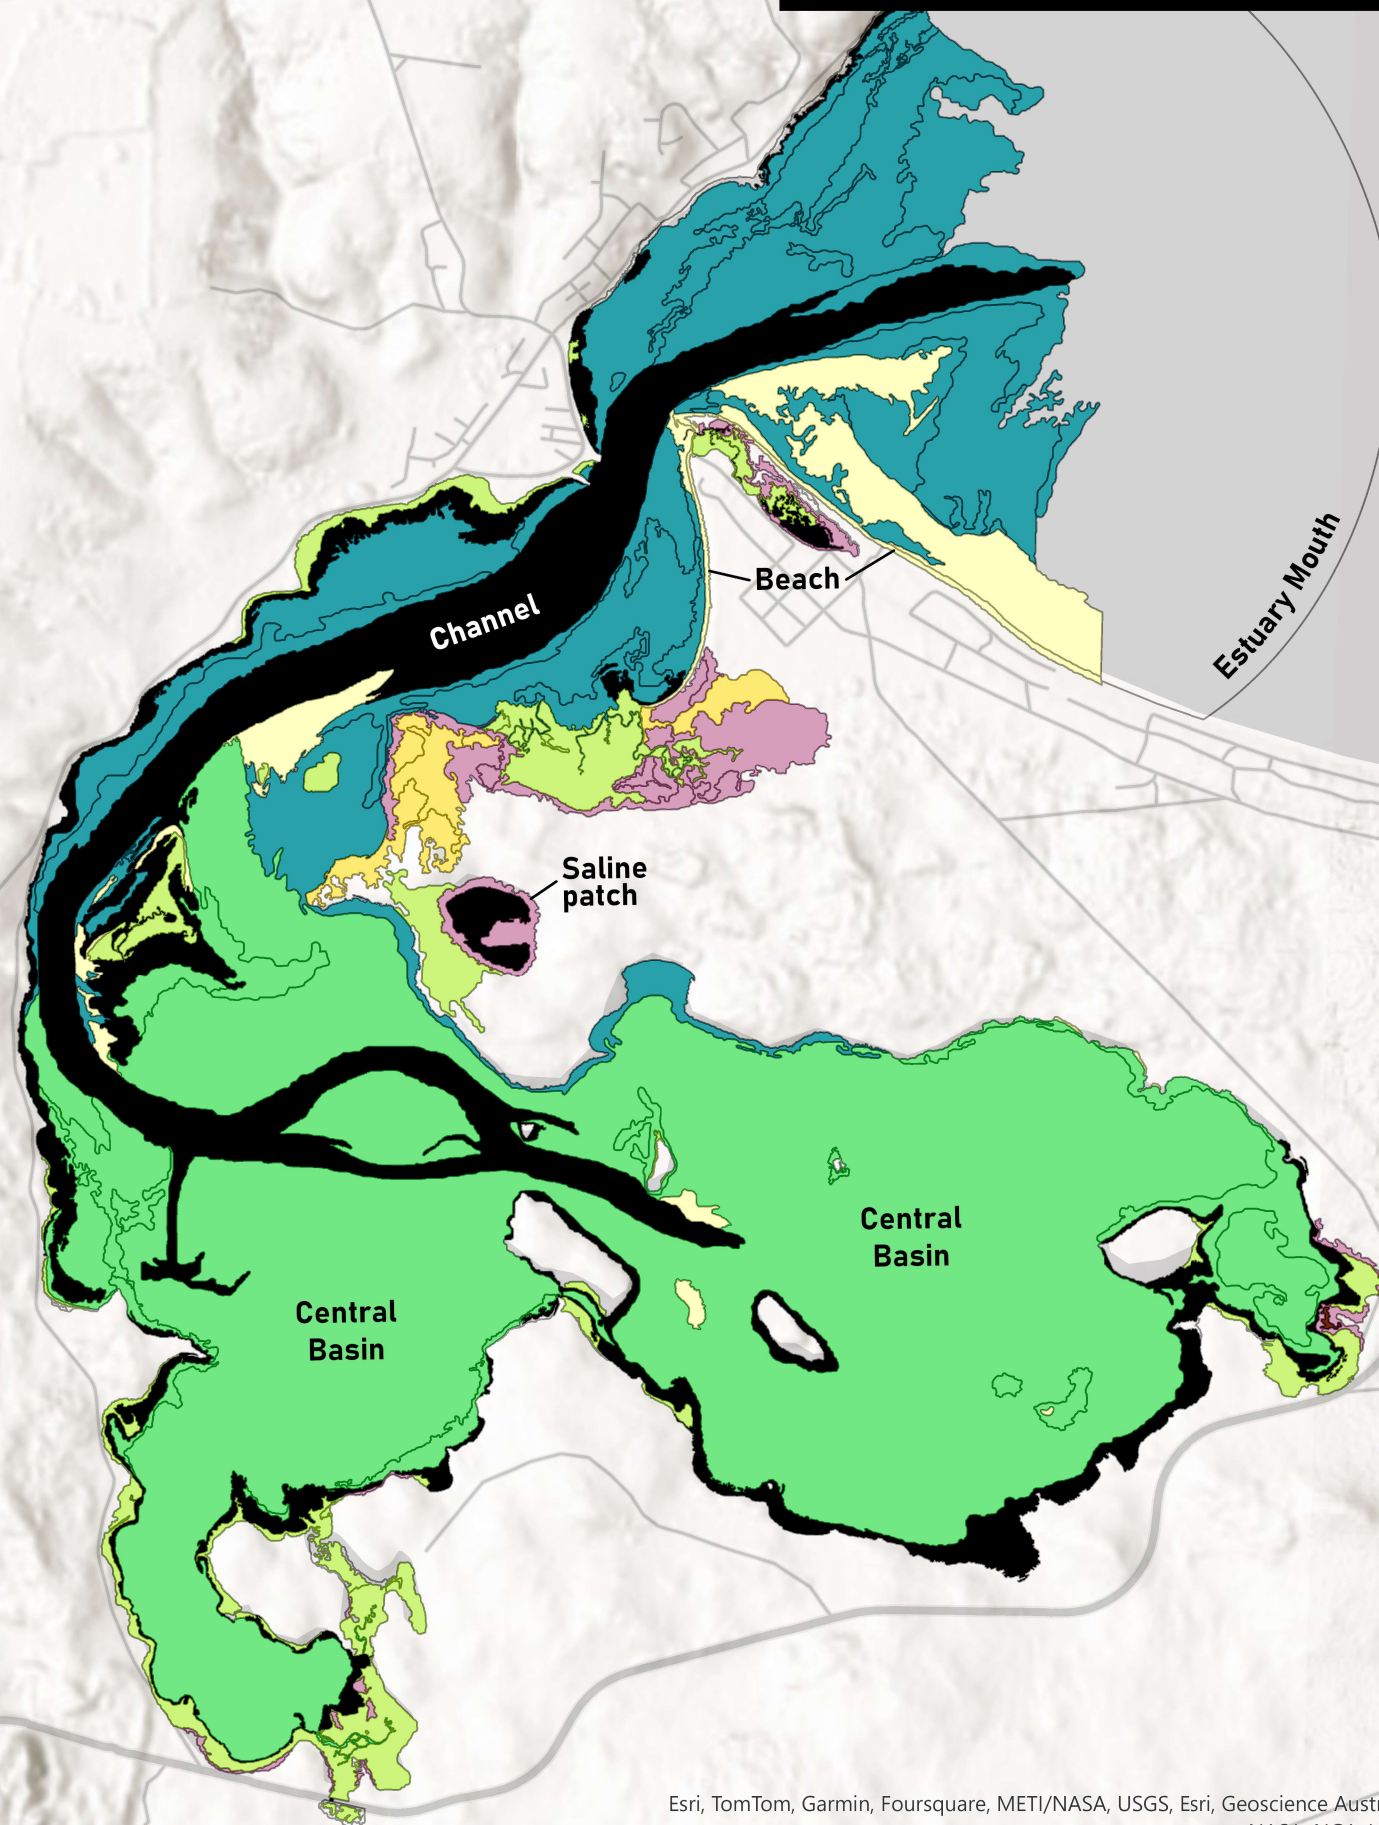 Estuary Mouth
Beach
Channel
Saline
patch
Central
Basin
Central
Basin
Esri, TomTom, Garmin, Foursquare, METI/NASA, USGS, Esri, Geoscience Austr